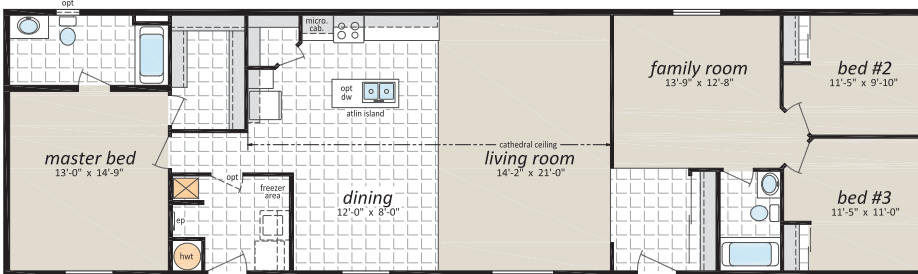 opt
micro.
cab.
family room
13'-9" x 12'-8"
bed #2
11'-5" x 9'-10"
opt
dw
atlin island
cathedral ceiling
master bed
13'-0" x 14'-9"
living room
14'-2" x 21'-0"
opt
freezer
area
dining
12'-0" x 8'-0"
bed #3
11'-5" x 11'-0"
ep
hwt